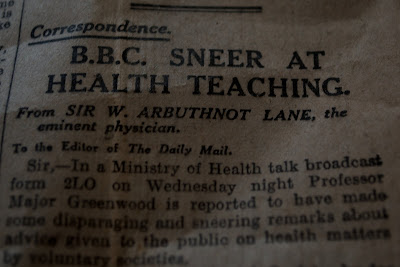 Correspondence.
B.B.C. SNEER AT
HEALTH TEACHING.
From SIR W. ARBUTHNOT LANE, the
eminent physician.
To the Editor of The Daily Mail.
Sir,—In a Ministry of Health talk broadcast
form 2LO on Wednesday night Professor
Major Greenwood is reported to have made
some disparaging and sneering remarks about
advice given to the public on health matters
by voluntary societies.